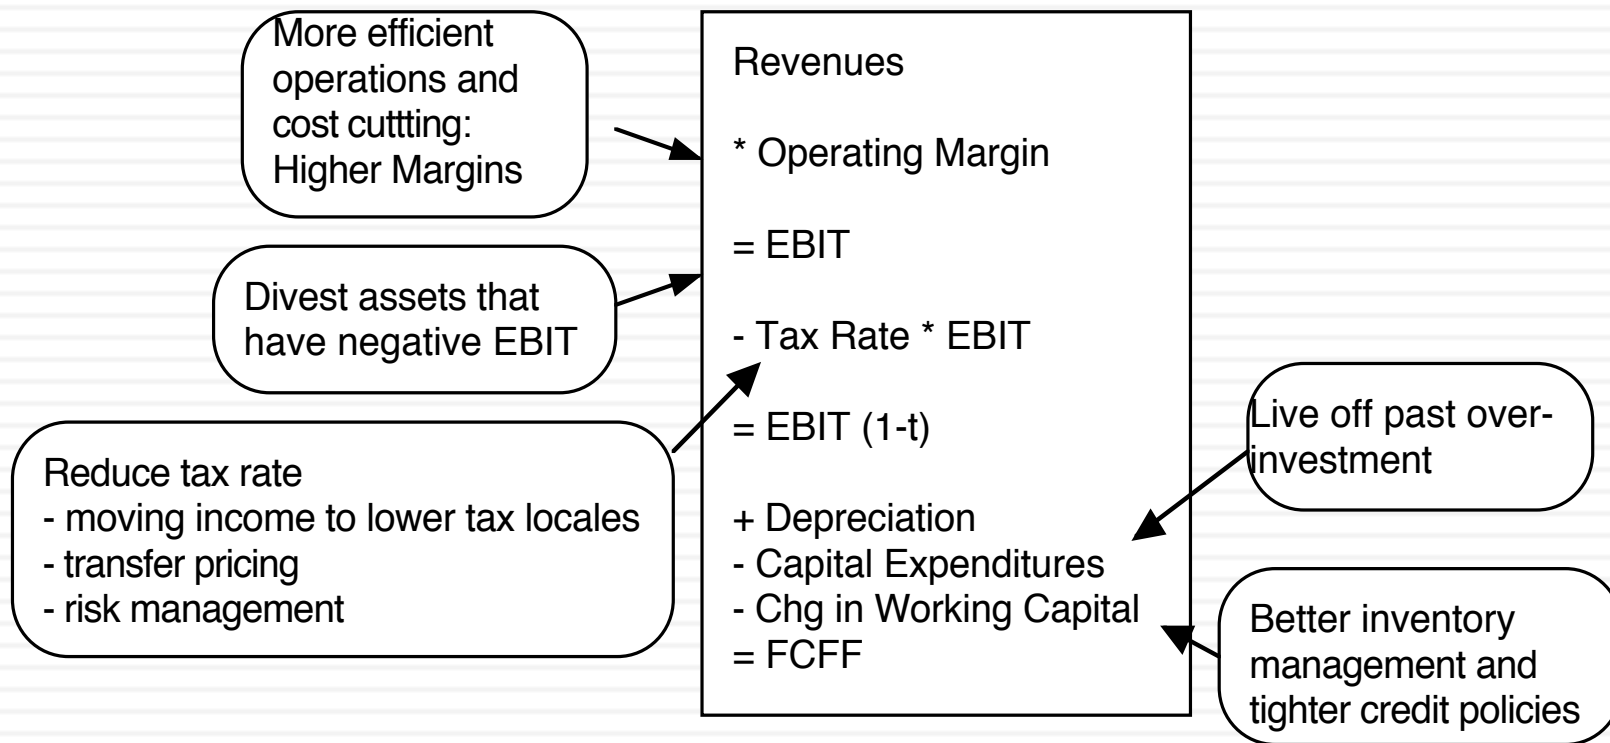 More efficient
operations and
cost cuttting:
Higher Margins
Divest assets that
have negative EBIT
Reduce tax rate
- moving income to lower tax locales
- transfer pricing
- risk management
Revenues
* Operating Margin
= EBIT
- Tax Rate * EBIT
= EBIT (1-t)
+ Depreciation
- Capital Expenditures
- Chg in Working Capital
= FCFF
Live off past over-
investment
Better inventory
management and
tighter credit policies